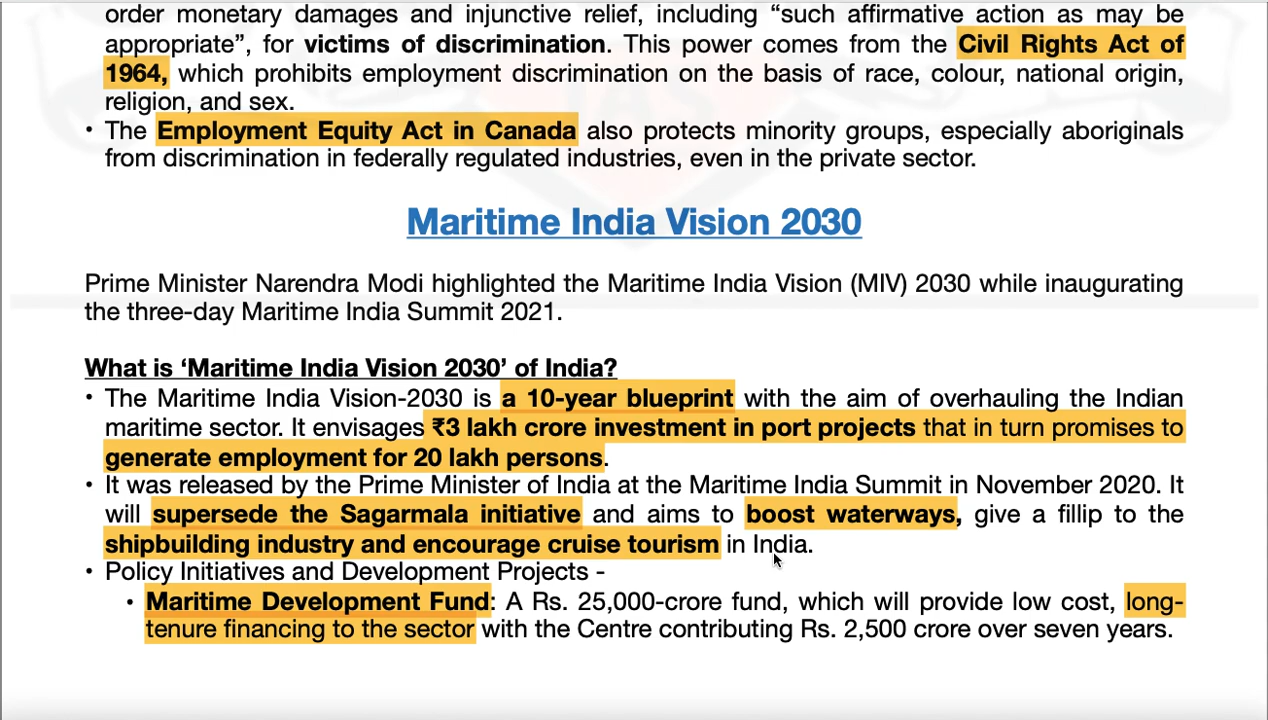 order monetary damages and injunctive relief, including “such affirmative action as may be
appropriate”, for victims of discrimination. This power comes from the Civil Rights Act of
1964, which prohibits employment discrimination on the basis of race, colour, national origin,
religion, and sex.
• The Employment Equity Act in Canada also protects minority groups, especially aboriginals
from discrimination in federally regulated industries, even in the private sector.
Maritime India Vision 2030
Prime Minister Narendra Modi highlighted the Maritime India Vision (MIV) 2030 while inaugurating
the three-day Maritime India Summit 2021.
What is ‘Maritime India Vision 2030’ of India?
• The Maritime India Vision-2030 is a 10-year blueprint with the aim of overhauling the Indian
maritime sector. It envisages ₹3 lakh crore investment in port projects that in turn promises to
generate employment for 20 lakh persons.
• It was released by the Prime Minister of India at the Maritime India Summit in November 2020. It
will supersede the Sagarmala initiative and aims to boost waterways, give a fillip to the
shipbuilding industry and encourage cruise tourism in India.
• Policy Initiatives and Development Projects -
• Maritime Development Fund: A Rs. 25,000-crore fund, which will provide low cost, long-
tenure financing to the sector with the Centre contributing Rs. 2,500 crore over seven years.